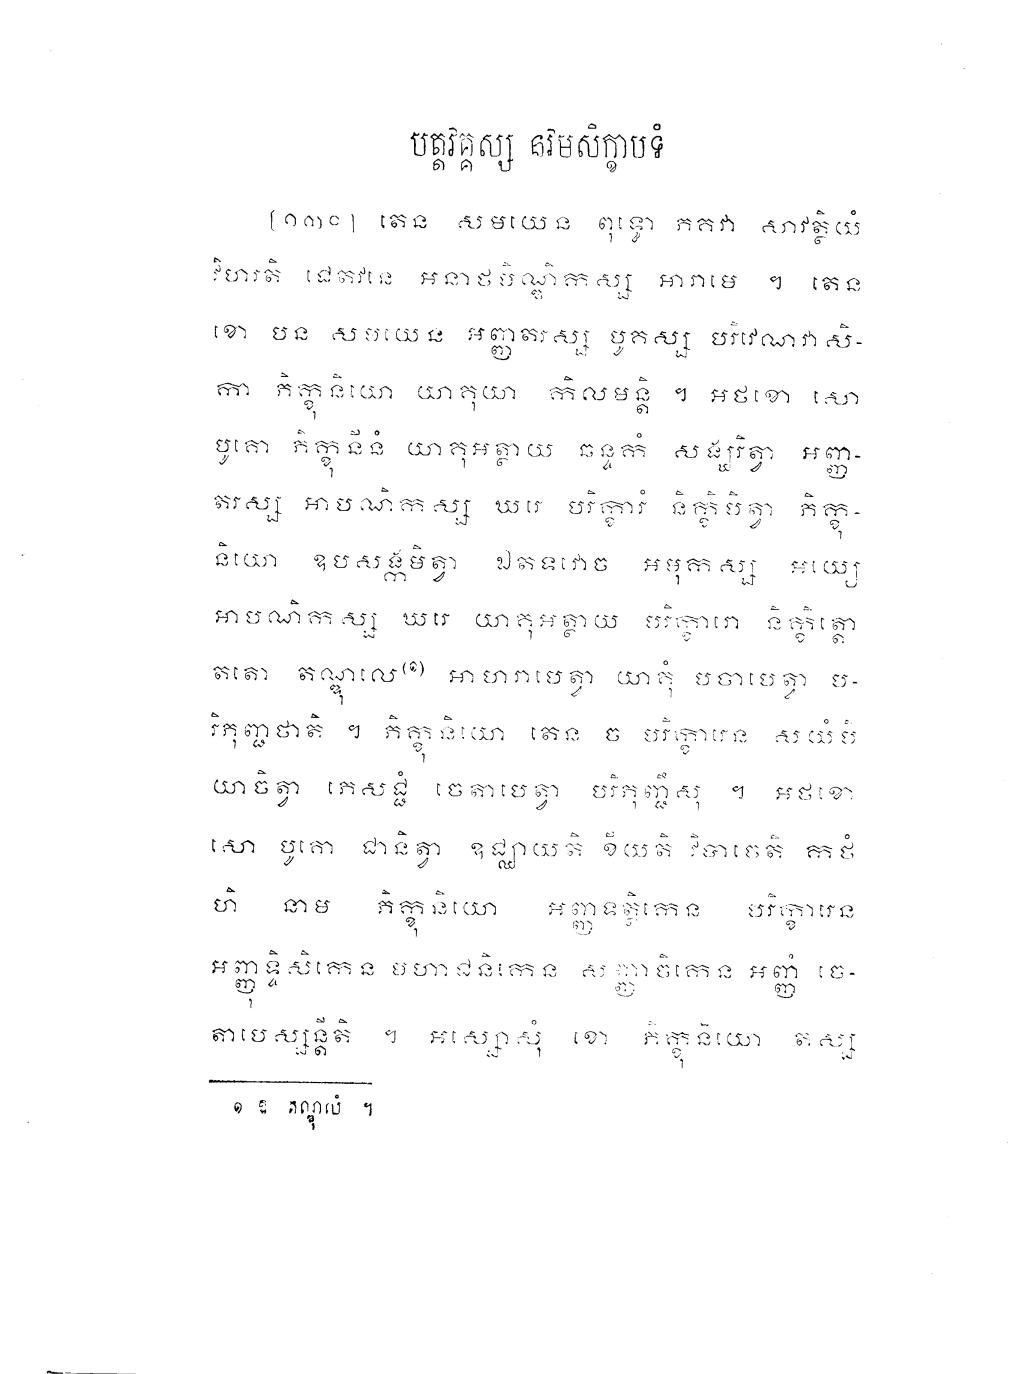 បត្តវគ្គស្ស នវមសិក្ខាបទំ
[១៣០] តេន សមយេន ពុទ្ធោ ភគវា សាវត្ថិយំ
វិហរតិ ជេតវនេ អនាថបិណ្ឌិកស្ស អារាមេ ។ តេន
ខោ បន សមយេន អញ្ញតរស្ស បូគស្ស បរិវេណវាសិ-
កា ភិក្ខុនិយោ យាគុយា កិលមន្តិ ។ អថខោ សោ
បូគោ ភិក្ខុនីនំ យាគុអត្ថាយ ឆន្ទកំ សង្ឃរិត្វា អញ្ញ-
តរស្ស អាបណិកស្ស ឃរេ បរិក្ខារំ និក្ខិបិត្វា ភិក្ខុ-
និយោ ឧបសង្កមិត្វា ឯតទវោច អមុកស្ស អយ្យេ
អាបណិកស្ស ឃរេ យាគុអត្ថាយ បរិក្ខារោ និក្ខិត្តោ
តតោ តណ្ឌុលេ(១) អាហរាបេត្វា យាគុំ បចាបេត្វា ប-
រិភុញ្ជថាតិ ។ ភិក្ខុនិយោ តេន ច បរិក្ខារេន សយំបិ
យាចិត្វា ភេសជ្ជំ ចេតាបេត្វា បរិភុញ្ជឹសុ ។ អថខោ
សោ បូគោ ជានិត្វា ឧជ្ឈាយតិ ខីយតិ វិបាចេតិ កថំ
ហិ នាម ភិក្ខុនិយោ អញ្ញទត្ថិកេន បរិក្ខារេន
អញ្ញុទ្ទិសិកេន មហាជនិកេន សញ្ញាចិកេន អញ្ញំ ចេ-
តាបេស្សន្តីតិ ។ អស្សោសុំ ខោ ភិក្ខុនិយោ តស្ស
១ ឱ តណ្ឌុលំ ។